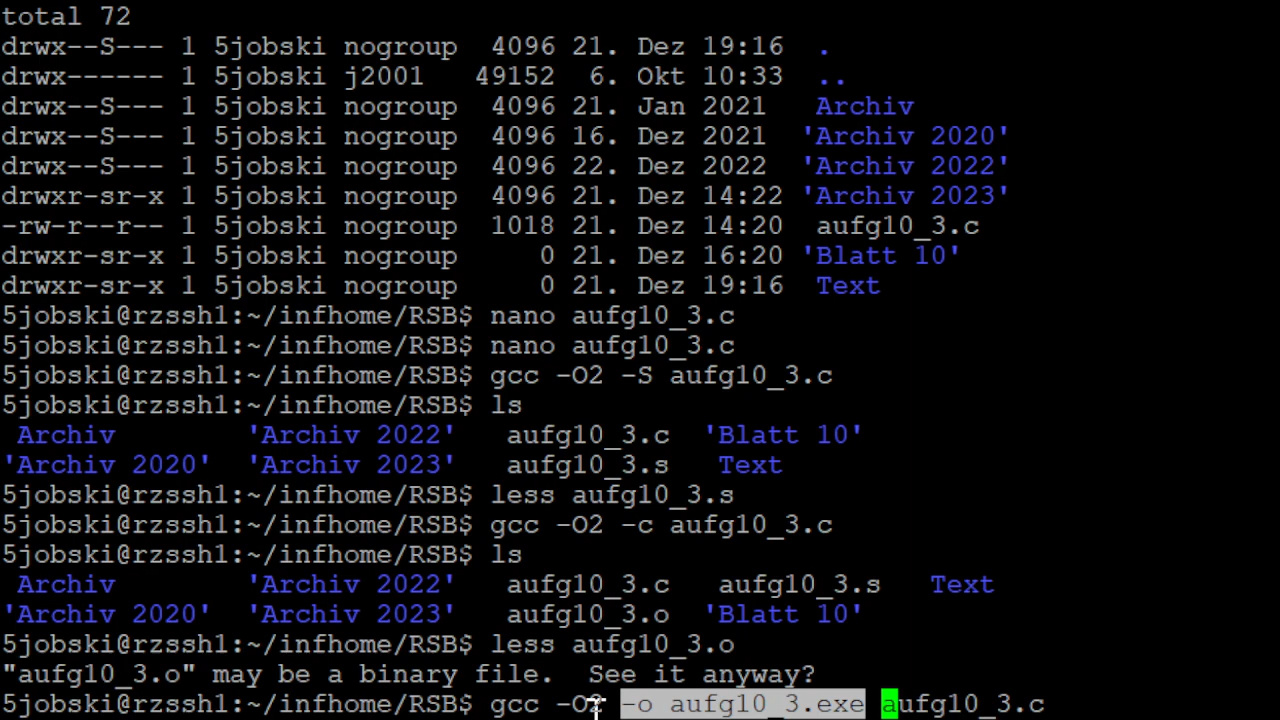 total 72
drwx--S--- 1 5jobski nogroup  4096 21. Dez 19:16  .
drwx------ 1 5jobski j2001   49152  6. Okt 10:33  ..
drwx--S--- 1 5jobski nogroup  4096 21. Jan 2021   Archiv
drwx--S--- 1 5jobski nogroup  4096 16. Dez 2021  'Archiv 2020'
drwx--S--- 1 5jobski nogroup  4096 22. Dez 2022  'Archiv 2022'
drwxr-sr-x 1 5jobski nogroup  4096 21. Dez 14:22 'Archiv 2023'
-rw-r--r-- 1 5jobski nogroup  1018 21. Dez 14:20  aufg10_3.c
drwxr-sr-x 1 5jobski nogroup     0 21. Dez 16:20 'Blatt 10'
drwxr-sr-x 1 5jobski nogroup     0 21. Dez 19:16  Text
5jobski@rzssh1:~/infhome/RSB$ nano aufg10_3.c
5jobski@rzssh1:~/infhome/RSB$ nano aufg10_3.c
5jobski@rzssh1:~/infhome/RSB$ gcc -O2 -S aufg10_3.c
5jobski@rzssh1:~/infhome/RSB$ ls
 Archiv        'Archiv 2022'   aufg10_3.c  'Blatt 10'
'Archiv 2020'  'Archiv 2023'   aufg10_3.s   Text
5jobski@rzssh1:~/infhome/RSB$ less aufg10_3.s
5jobski@rzssh1:~/infhome/RSB$ gcc -O2 -c aufg10_3.c
5jobski@rzssh1:~/infhome/RSB$ ls
 Archiv        'Archiv 2022'   aufg10_3.c   aufg10_3.s   Text
'Archiv 2020'  'Archiv 2023'   aufg10_3.o  'Blatt 10'
5jobski@rzssh1:~/infhome/RSB$ less aufg10_3.o
"aufg10_3.o" may be a binary file.  See it anyway?
5jobski@rzssh1:~/infhome/RSB$ gcc -O2 -o aufg10_3.exe aufg10_3.c